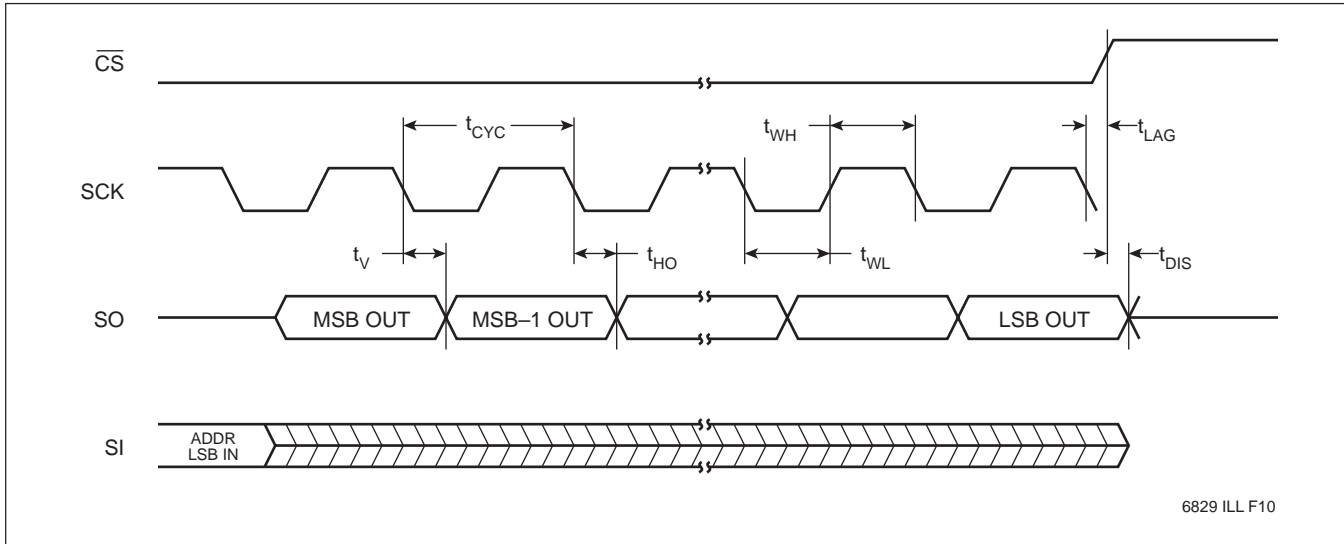 C̅S̅
tCYC
tWH
tLAG
SCK
tV
tHO
tWL
tDIS
SO
MSB OUT
MSB–1 OUT
LSB OUT
SI
ADDR
LSB IN
6829 ILL F10